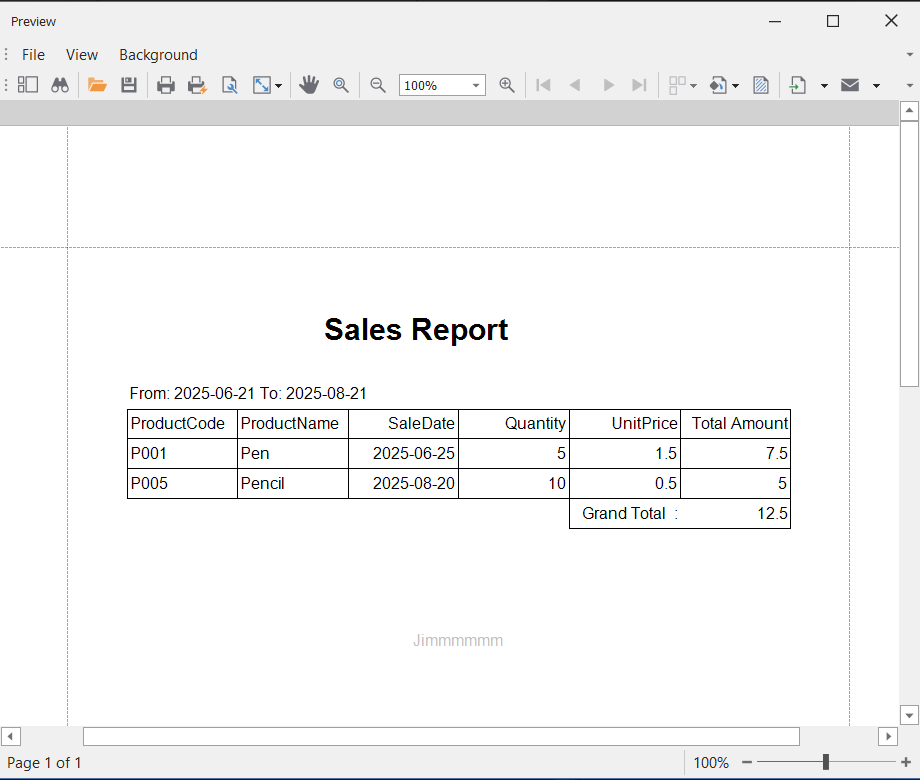 Preview
File View Background
100%
Sales Report
From: 2025-06-21 To: 2025-08-21
ProductCode ProductName SaleDate Quantity UnitPrice Total Amount
P001 Pen 2025-06-25 5 1.5 7.5
P005 Pencil 2025-08-20 10 0.5 5
Grand Total : 12.5
Jimmmmmm
Page 1 of 1 100%